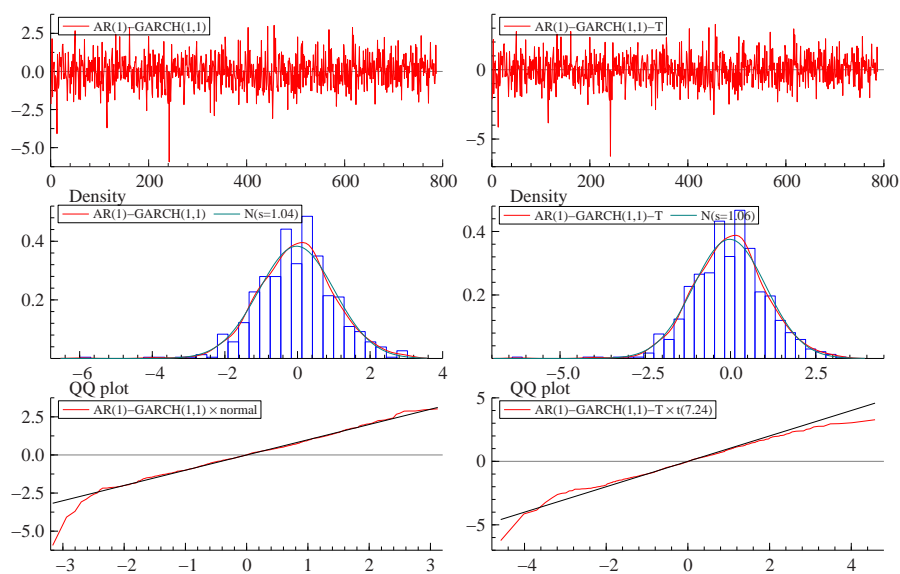 AR(1)−GARCH(1,1)
2.5
0.0
−2.5
−5.0
0 200 400 600 800
AR(1)−GARCH(1,1)−T
0
−5
0 200 400 600 800
Density
AR(1)−GARCH(1,1) N(s=1.04)
0.4
0.2
−6 −4 −2 0 2 4
Density
AR(1)−GARCH(1,1)−T N(s=1.06)
0.4
0.2
−5.0 −2.5 0.0 2.5
QQ plot
AR(1)−GARCH(1,1) × normal
2.5
0.0
−2.5
−5.0
−3 −2 −1 0 1 2 3
QQ plot
5
AR(1)−GARCH(1,1)−T × t(7.24)
0
−5
−4 −2 0 2 4